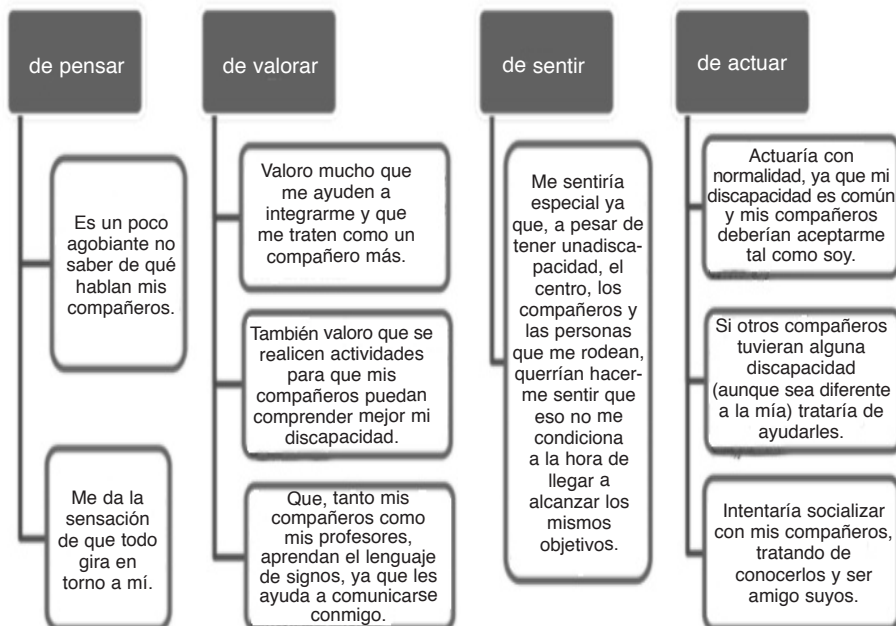 de pensar
Es un poco
agobiante no
saber de qué
hablan mis
compañeros.
Me da la
sensación
de que todo
gira en
torno a mí.
de valorar
Valoro mucho que
me ayuden a
integrarme y que
me traten como un
compañero más.
También valoro que se
realicen actividades
para que mis
compañeros puedan
comprender mejor mi
discapacidad.
Que, tanto mis
compañeros como
mis profesores,
aprendan el lenguaje
de signos, ya que les
ayuda a comunicarse
conmigo.
de sentir
Me sentiría
especial ya
que, a pesar de
tener unadisca-
pacidad, el
centro, los
compañeros y
las personas
que me rodean,
querrían hacer-
me sentir que
eso no me
condiciona
a la hora de
llegar a
alcanzar los
mismos
objetivos.
de actuar
Actuaría con
normalidad, ya que mi
discapacidad es común
y mis compañeros
deberían aceptarme
tal como soy.
Si otros compañeros
tuvieran alguna
discapacidad
(aunque sea diferente
a la mía) trataría de
ayudarles.
Intentaría socializar
con mis compañeros,
tratando de
conocerlos y ser
amigo suyos.